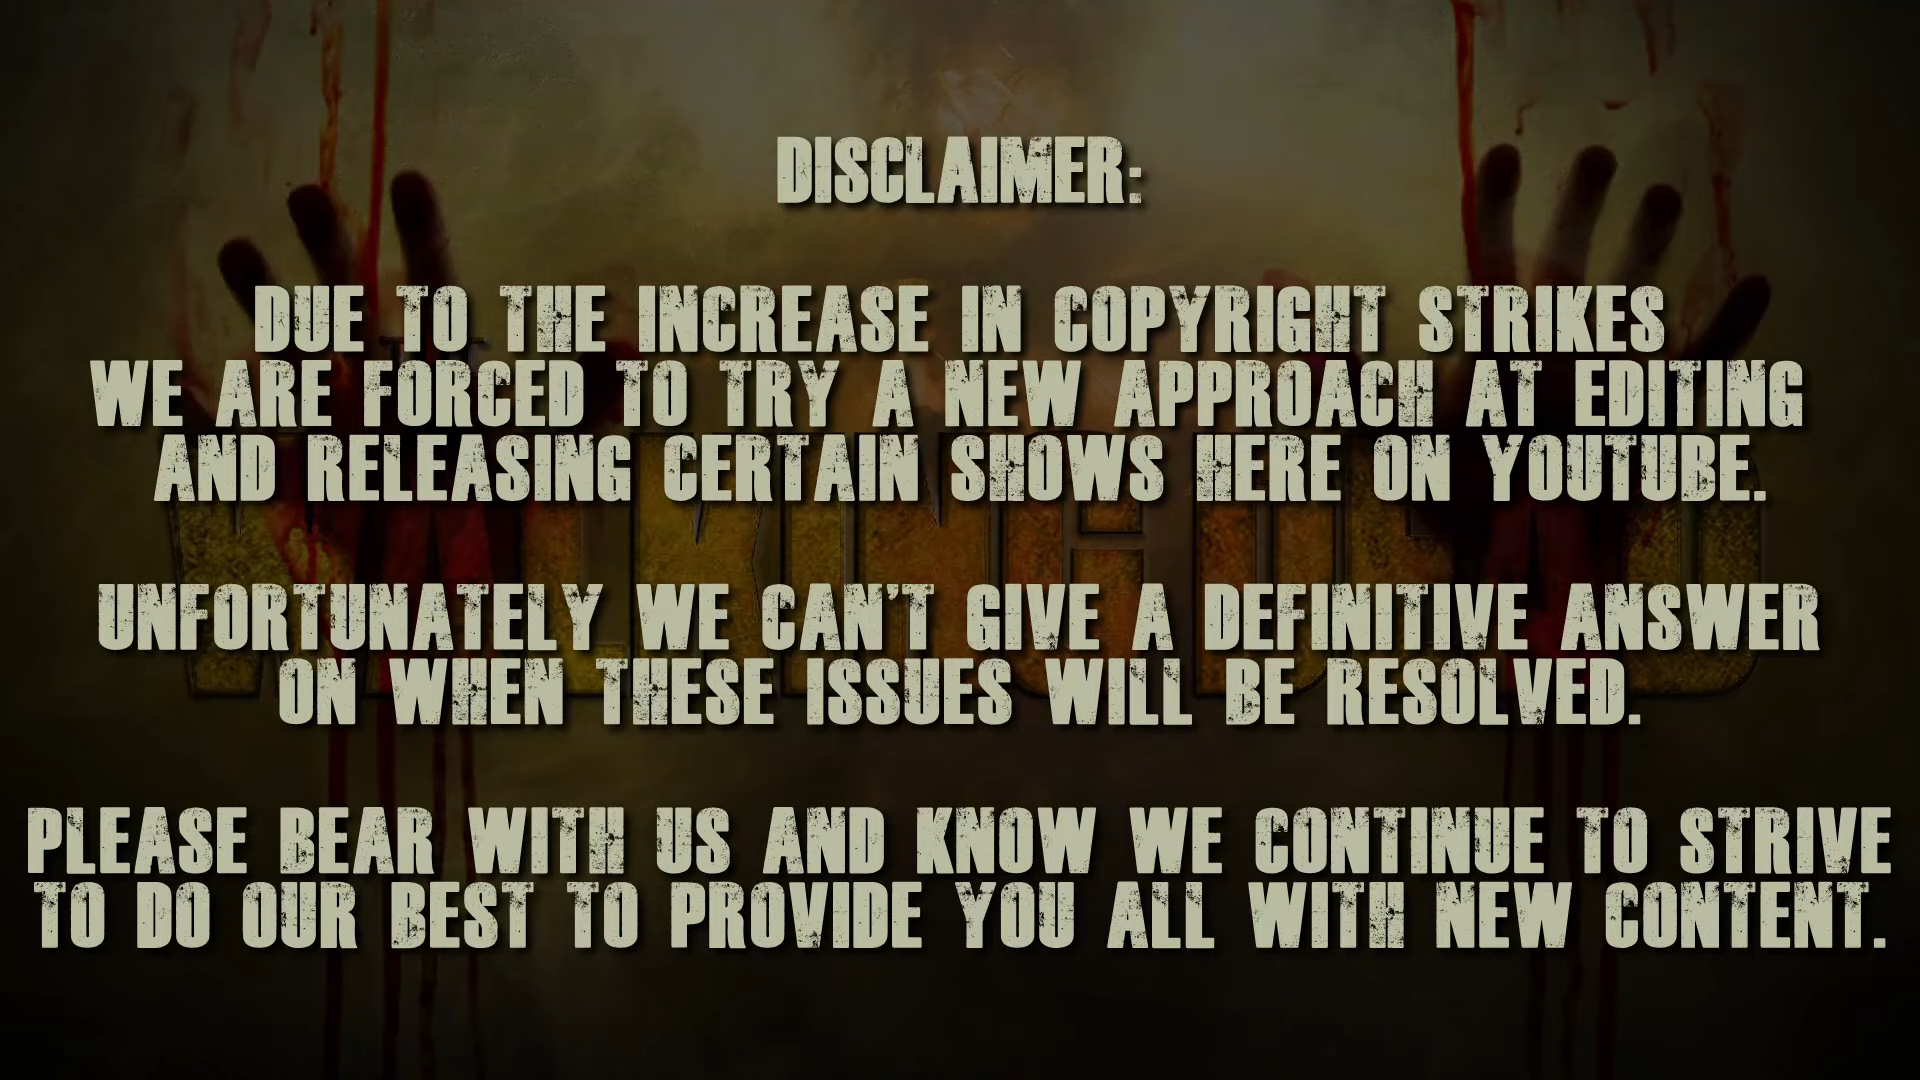 DISCLAIMER:
DUE TO THE INCREASE IN COPYRIGHT STRIKES
WE ARE FORCED TO TRY A NEW APPROACH AT EDITING
AND RELEASING CERTAIN SHOWS HERE ON YOUTUBE.
UNFORTUNATELY WE CAN'T GIVE A DEFINITIVE ANSWER
ON WHEN THESE ISSUES WILL BE RESOLVED.
PLEASE BEAR WITH US AND KNOW WE CONTINUE TO STRIVE
TO DO OUR BEST TO PROVIDE YOU ALL WITH NEW CONTENT.